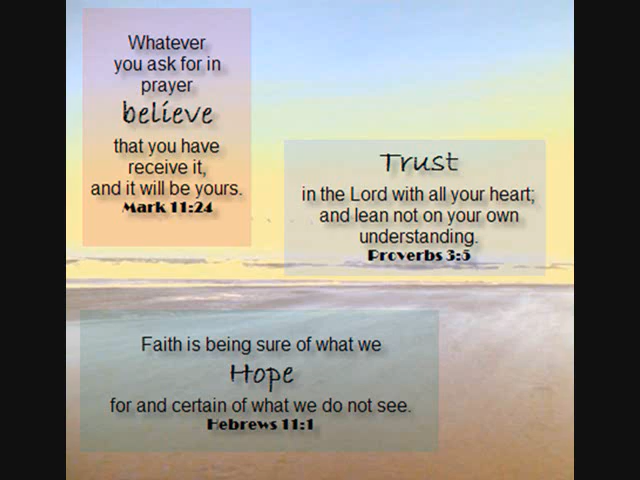 Whatever
you ask for in
prayer
believe
that you have
receive it,
and it will be yours.
Mark 11:24
Trust
in the Lord with all your heart;
and lean not on your own
understanding.
Proverbs 3:5
Faith is being sure of what we
Hope
for and certain of what we do not see.
Hebrews 11:1